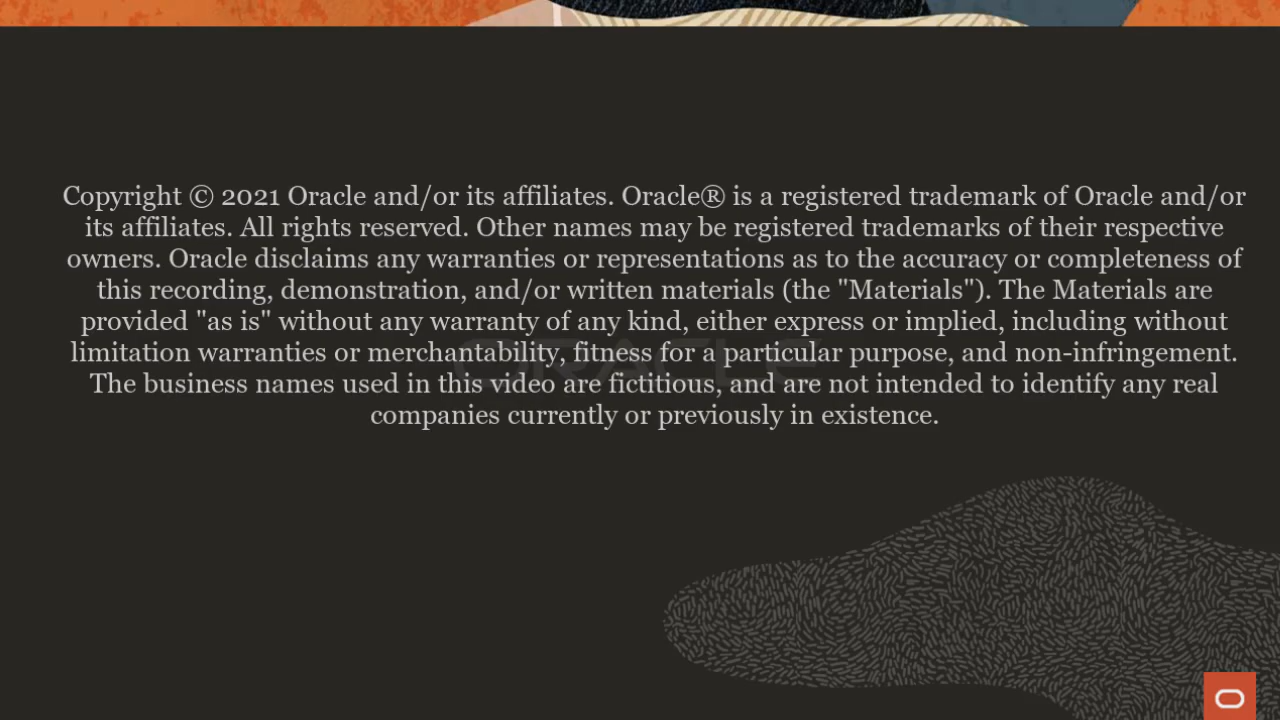 Copyright © 2021 Oracle and/or its affiliates. Oracle® is a registered trademark of Oracle and/or
its affiliates. All rights reserved. Other names may be registered trademarks of their respective
owners. Oracle disclaims any warranties or representations as to the accuracy or completeness of
this recording, demonstration, and/or written materials (the "Materials"). The Materials are
provided "as is" without any warranty of any kind, either express or implied, including without
limitation warranties or merchantability, fitness for a particular purpose, and non-infringement.
ORACLE
The business names used in this video are fictitious, and are not intended to identify any real
companies currently or previously in existence.